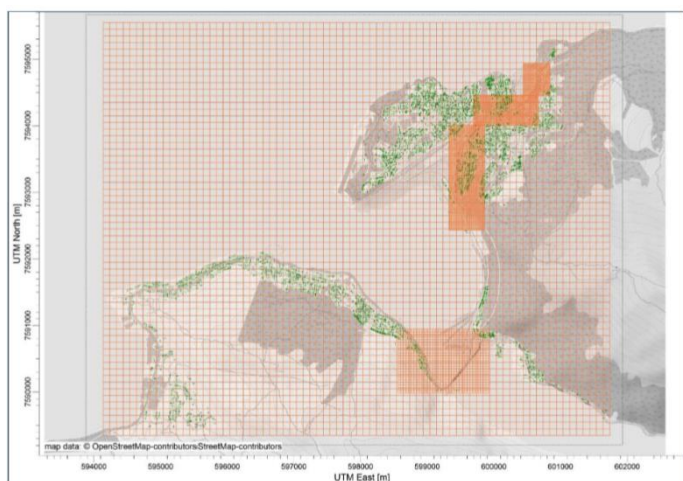 UTM North [m]
7595000
7594000
7593000
7592000
7591000
7590000
map data: © OpenStreetMap-contributorsStreetMap-contributors
594000 595000 596000 597000 598000 599000 600000 601000 602000
UTM East [m]